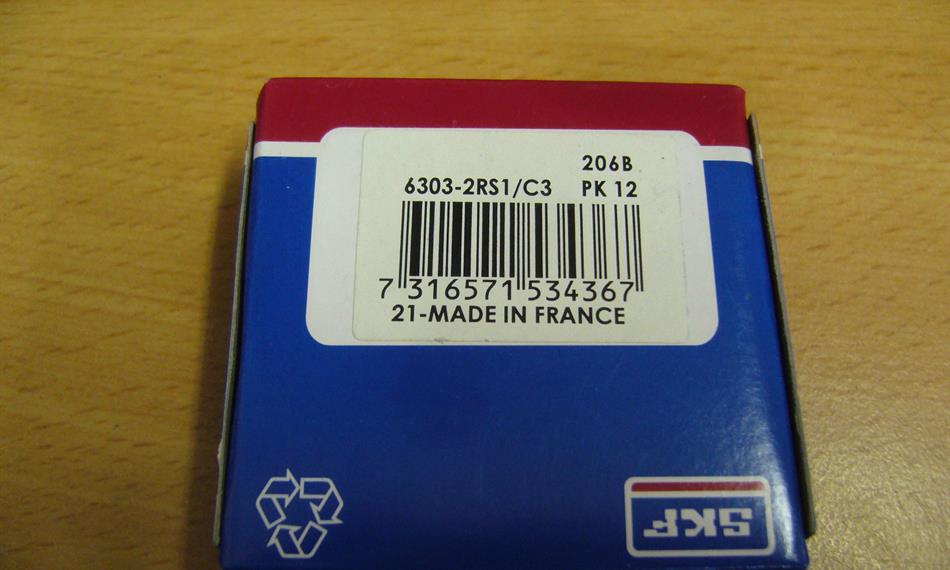 206B
6303-2RS1/C3 PK 12
7 316571 534367
21-MADE IN FRANCE
SKF